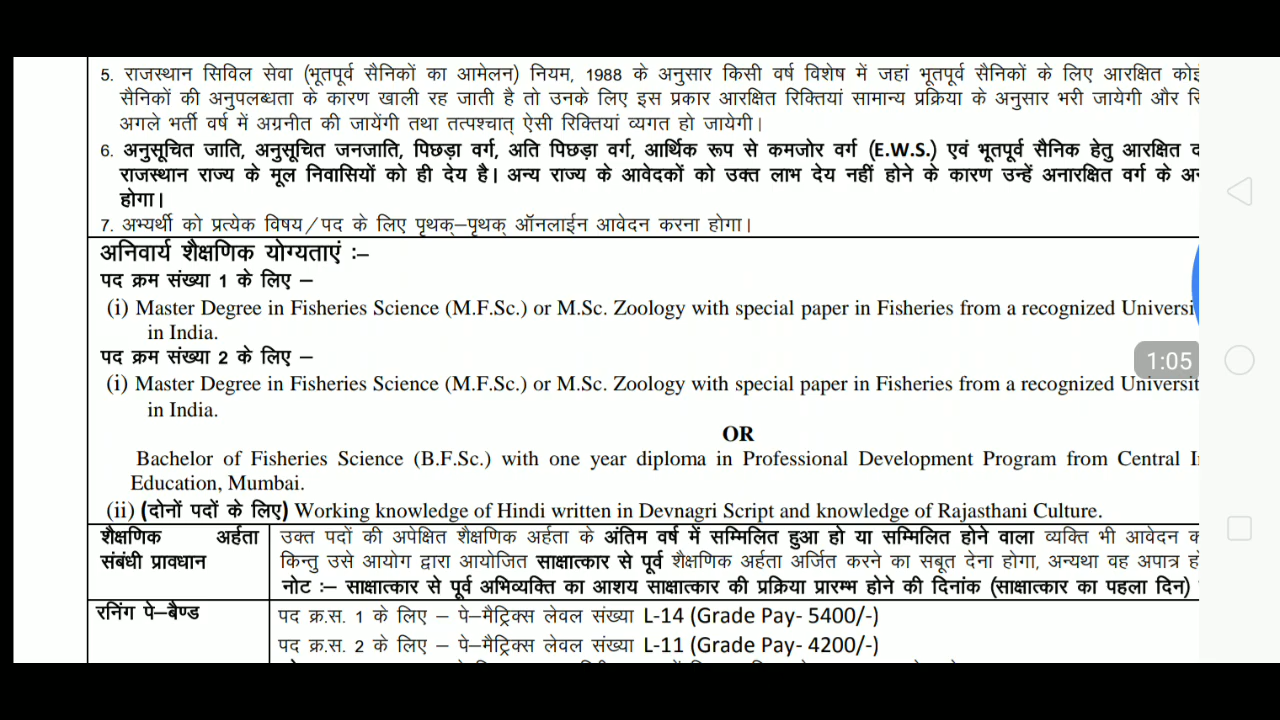 5. राजस्थान सिविल सेवा (भूतपूर्व सैनिकों का आमेलन) नियम, 1988 के अनुसार किसी वर्ष विशेष में जहां भूतपूर्व सैनिकों के लिए आरक्षित कोई
सैनिकों की अनुपलब्धता के कारण खाली रह जाती है तो उनके लिए इस प्रकार आरक्षित रिक्तियां सामान्य प्रक्रिया के अनुसार भरी जायेगी और
अगले भर्ती वर्ष में अग्रनीत की जायेंगी तथा तत्पश्चात् ऐसी रिक्तियां व्यगत हो जायेगी।
6. अनुसूचित जाति, अनुसूचित जनजाति, पिछड़ा वर्ग, अति पिछड़ा वर्ग, आर्थिक रूप से कमजोर वर्ग (E.W.S.) एवं भूतपूर्व सैनिक हेतु आरक्षित
राजस्थान राज्य के मूल निवासियों को ही देय है। अन्य राज्य के आवेदकों को उक्त लाभ देय नहीं होने के कारण उन्हें अनारक्षित वर्ग के
होगा।
7. अभ्यर्थी को प्रत्येक विषय/पद के लिए पृथक्–पृथक् ऑनलाईन आवेदन करना होगा।
अनिवार्य शैक्षणिक योग्यताएं :–
पद क्रम संख्या 1 के लिए –
(i) Master Degree in Fisheries Science (M.F.Sc.) or M.Sc. Zoology with special paper in Fisheries from a recognized Universi
in India.
पद क्रम संख्या 2 के लिए –
1:05
(i) Master Degree in Fisheries Science (M.F.Sc.) or M.Sc. Zoology with special paper in Fisheries from a recognized Universit
in India.
OR
Bachelor of Fisheries Science (B.F.Sc.) with one year diploma in Professional Development Program from Central
Education, Mumbai.
(ii) (दोनों पदों के लिए) Working knowledge of Hindi written in Devnagri Script and knowledge of Rajasthani Culture.
शैक्षणिक अर्हता
संबंधी प्रावधान
उक्त पदों की अपेक्षित शैक्षणिक अर्हता के अंतिम वर्ष में सम्मिलित हुआ हो या सम्मिलित होने वाला व्यक्ति भी आवेदन
किन्तु उसे आयोग द्वारा आयोजित साक्षात्कार से पूर्व शैक्षणिक अर्हता अर्जित करने का सबूत देना होगा, अन्यथा वह अपात्र
नोट :– साक्षात्कार से पूर्व अभिव्यक्ति का आशय साक्षात्कार की प्रक्रिया प्रारम्भ होने की दिनांक (साक्षात्कार का पहला दिन)
रनिंग पे–बैण्ड
पद क्र.स. 1 के लिए – पे–मैट्रिक्स लेवल संख्या L-14 (Grade Pay- 5400/-)
पद क्र.स. 2 के लिए – पे–मैट्रिक्स लेवल संख्या L-11 (Grade Pay- 4200/-)